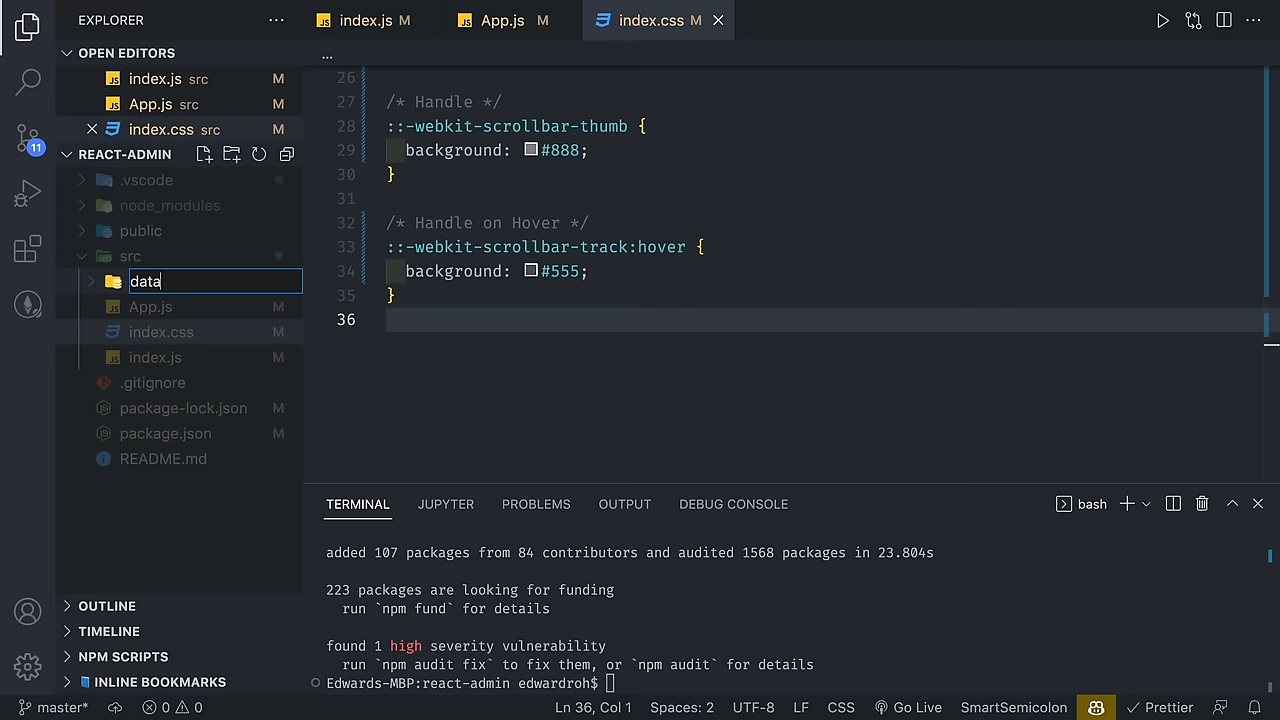 EXPLORER
index.js M
App.js M
index.css M
OPEN EDITORS
index.js src M
App.js src M
index.css src M
REACT-ADMIN
.vscode
node_modules
public
src
data
App.js M
index.css M
index.js M
.gitignore
package-lock.json M
package.json M
README.md
OUTLINE
TIMELINE
NPM SCRIPTS
INLINE BOOKMARKS
11
...
26
27 /* Handle */
28 ::-webkit-scrollbar-thumb {
29 background: #888;
30 }
31
32 /* Handle on Hover */
33 ::-webkit-scrollbar-track:hover {
34 background: #555;
35 }
36
TERMINAL JUPYTER PROBLEMS OUTPUT DEBUG CONSOLE bash
added 107 packages from 84 contributors and audited 1568 packages in 23.804s
223 packages are looking for funding
run `npm fund` for details
found 1 high severity vulnerability
run `npm audit fix` to fix them, or `npm audit` for details
Edwards-MBP:react-admin edwardroh$
master* 0 0 Ln 36, Col 1 Spaces: 2 UTF-8 LF CSS Go Live SmartSemicolon Prettier